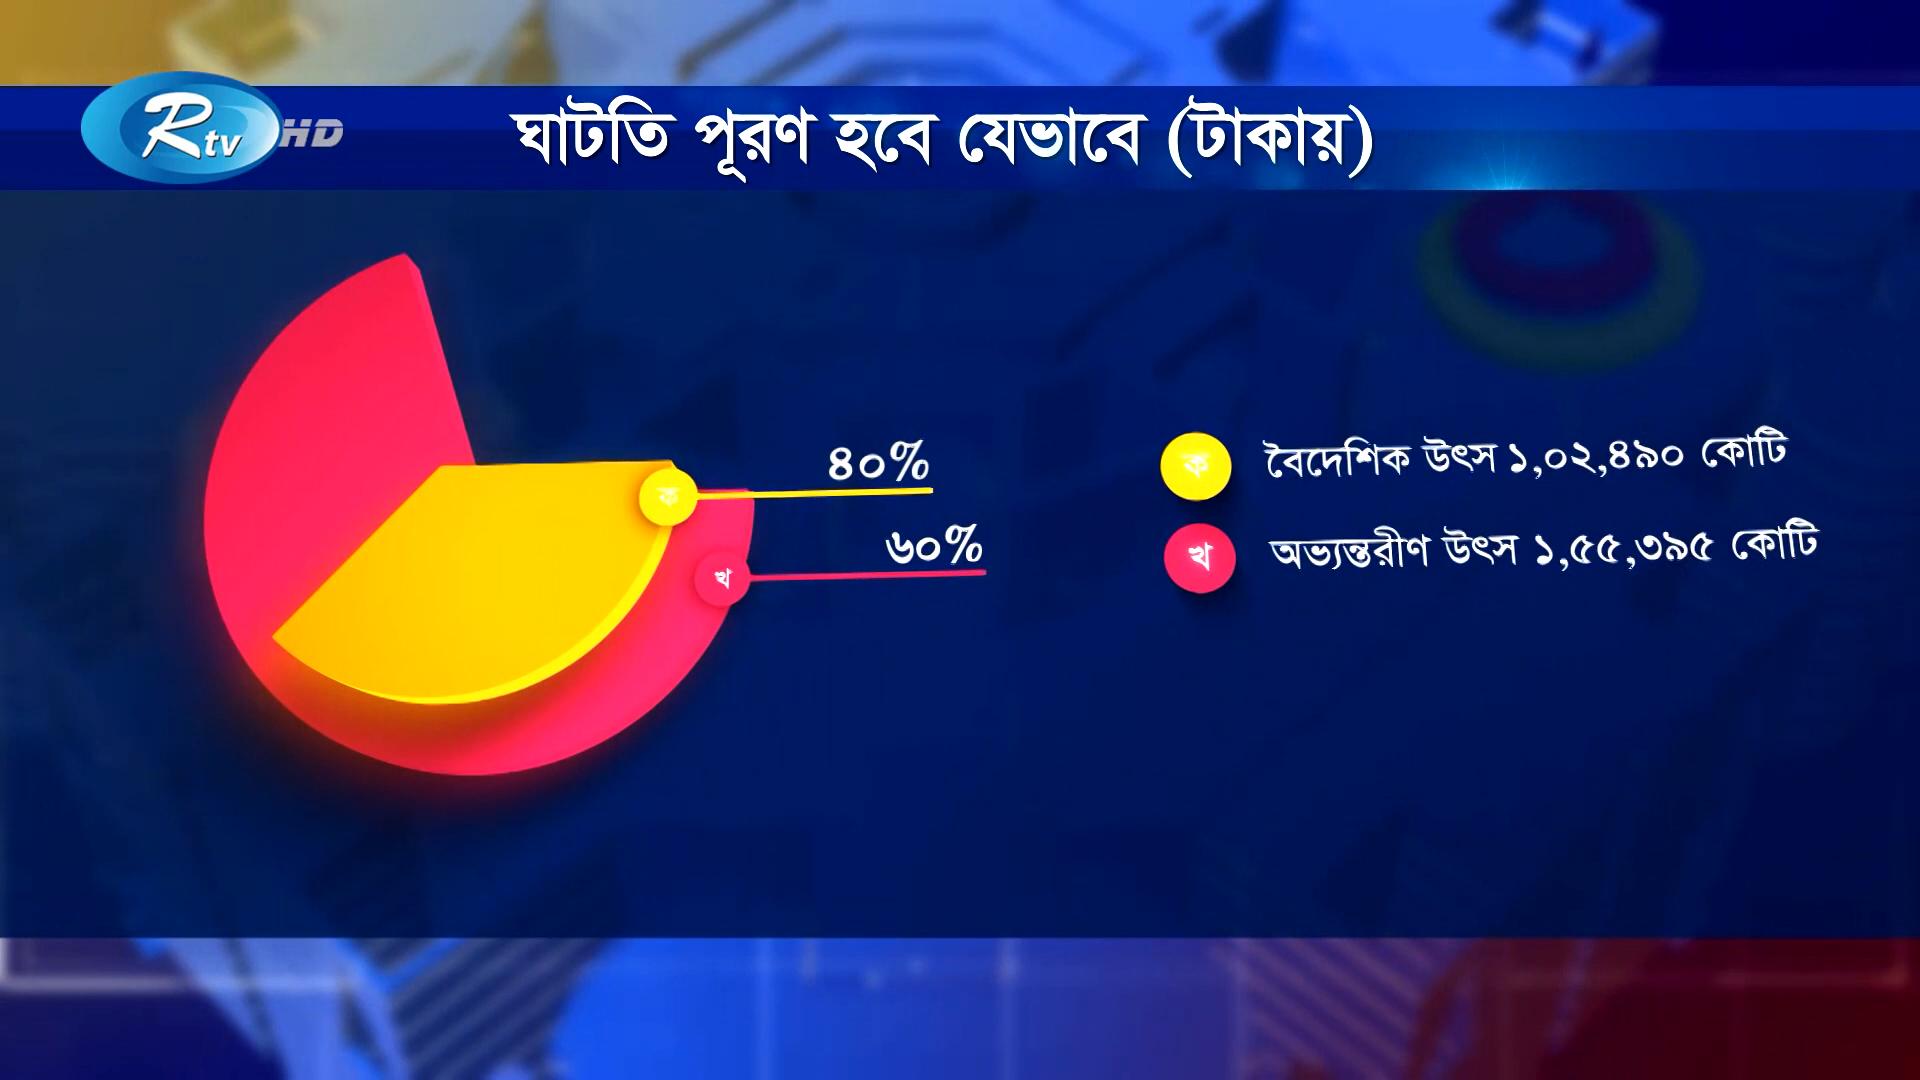 Rtv HD
ঘাটতি পূরণ হবে যেভাবে (টাকায়)
ক ৪০%
খ ৬০%
ক বৈদেশিক উৎস ১,০২,৪৯০ কোটি
খ অভ্যন্তরীণ উৎস ১,৫৫,৩৯৫ কোটি